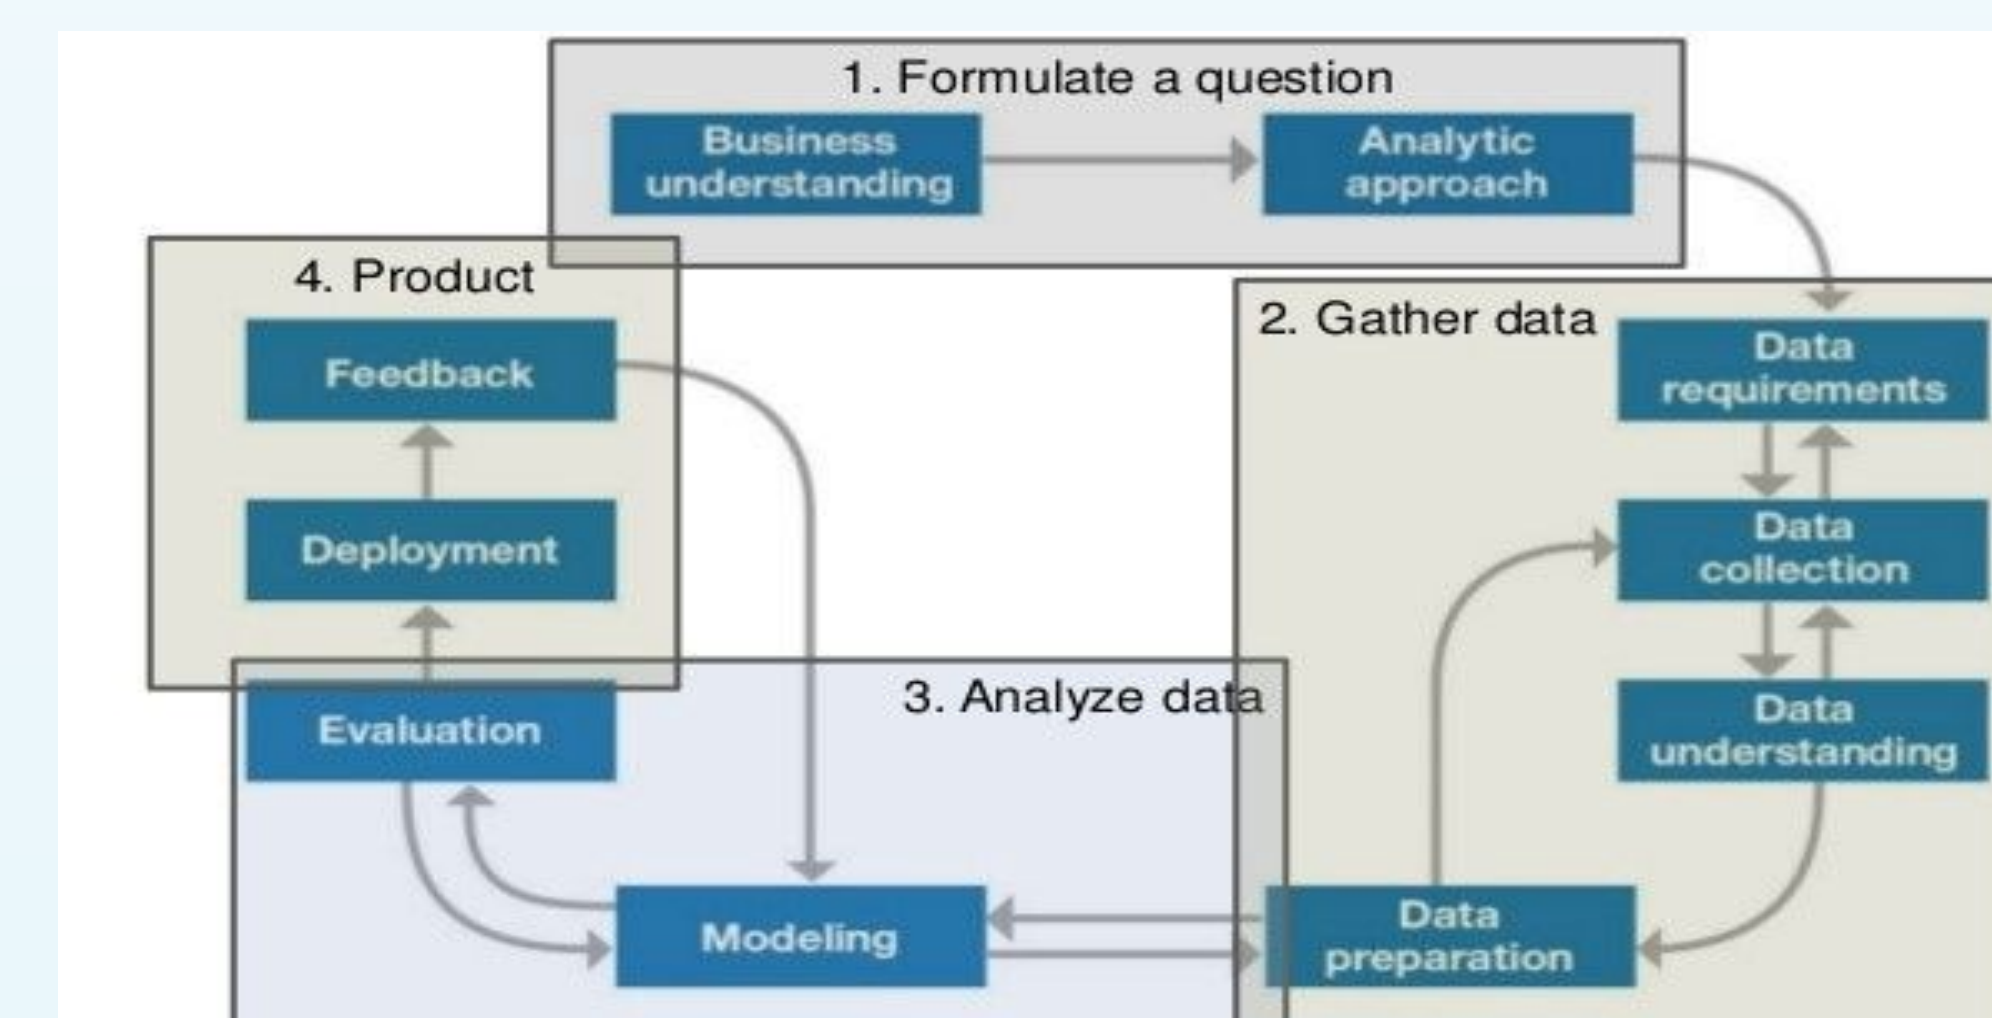 1. Formulate a question
Business
understanding
Analytic
approach
4. Product
Feedback
Deployment
2. Gather data
Data
requirements
Data
collection
Data
understanding
3. Analyze data
Evaluation
Modeling
Data
preparation